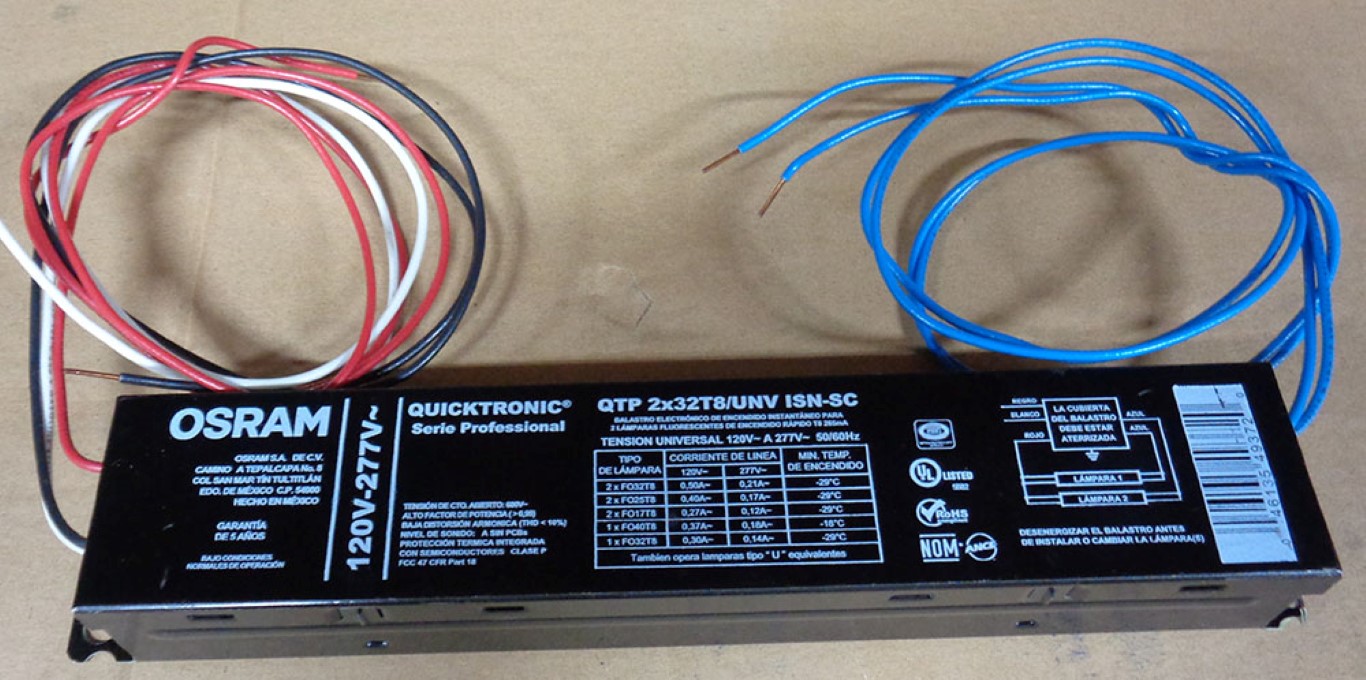 OSRAM
OSRAM S.A. DE C.V.
CAMINO A TEPALCAPA No. 8
COL SAN MARTÍN TULTITLÁN
EDO. DE MÉXICO C.P. 54900
HECHO EN MÉXICO
GARANTÍA
DE 5 AÑOS
BAJO CONDICIONES
NORMALES DE OPERACIÓN
120V-277V~
QUICKTRONIC®
Serie Professional
TENSIÓN DE CTO. ABIERTO: 600V~
ALTO FACTOR DE POTENCIA (> 0,98)
BAJA DISTORSIÓN ARMONICA (THD < 10%)
NIVEL DE SONIDO: A SIN PCBs
PROTECCIÓN TERMICA INTEGRADA
CON SEMICONDUCTORES CLASE P
FCC 47 CFR Part 18
QTP 2x32T8/UNV ISN-SC
BALASTRO ELECTRÓNICO DE ENCENDIDO INSTANTÁNEO PARA
2 LÁMPARAS FLUORESCENTES DE ENCENDIDO RÁPIDO T8 265mA
TENSION UNIVERSAL 120V~ A 277V~ 50/60Hz
TIPO DE LÁMPARA CORRIENTE DE LINEA MIN. TEMP. DE ENCENDIDO
120V~ 277V~
2 x FO32T8 0,50A~ 0,21A~ -29°C
2 x FO25T8 0,40A~ 0,17A~ -29°C
2 x FO17T8 0,27A~ 0,12A~ -29°C
1 x FO40T8 0,37A~ 0,16A~ -18°C
1 x FO32T8 0,30A~ 0,14A~ -29°C
Tambien opera lamparas tipo "U" equivalentes
UL LISTED
RoHS
NOM-ANCE
NEGRO
BLANCO
ROJO
LA CUBIERTA
DEL BALASTRO
DEBE ESTAR
ATERRIZADA
AZUL
AZUL
LÁMPARA 1
LÁMPARA 2
DESENERGIZAR EL BALASTRO ANTES
DE INSTALAR O CAMBIAR LA LÁMPARA(S)
46135 49372